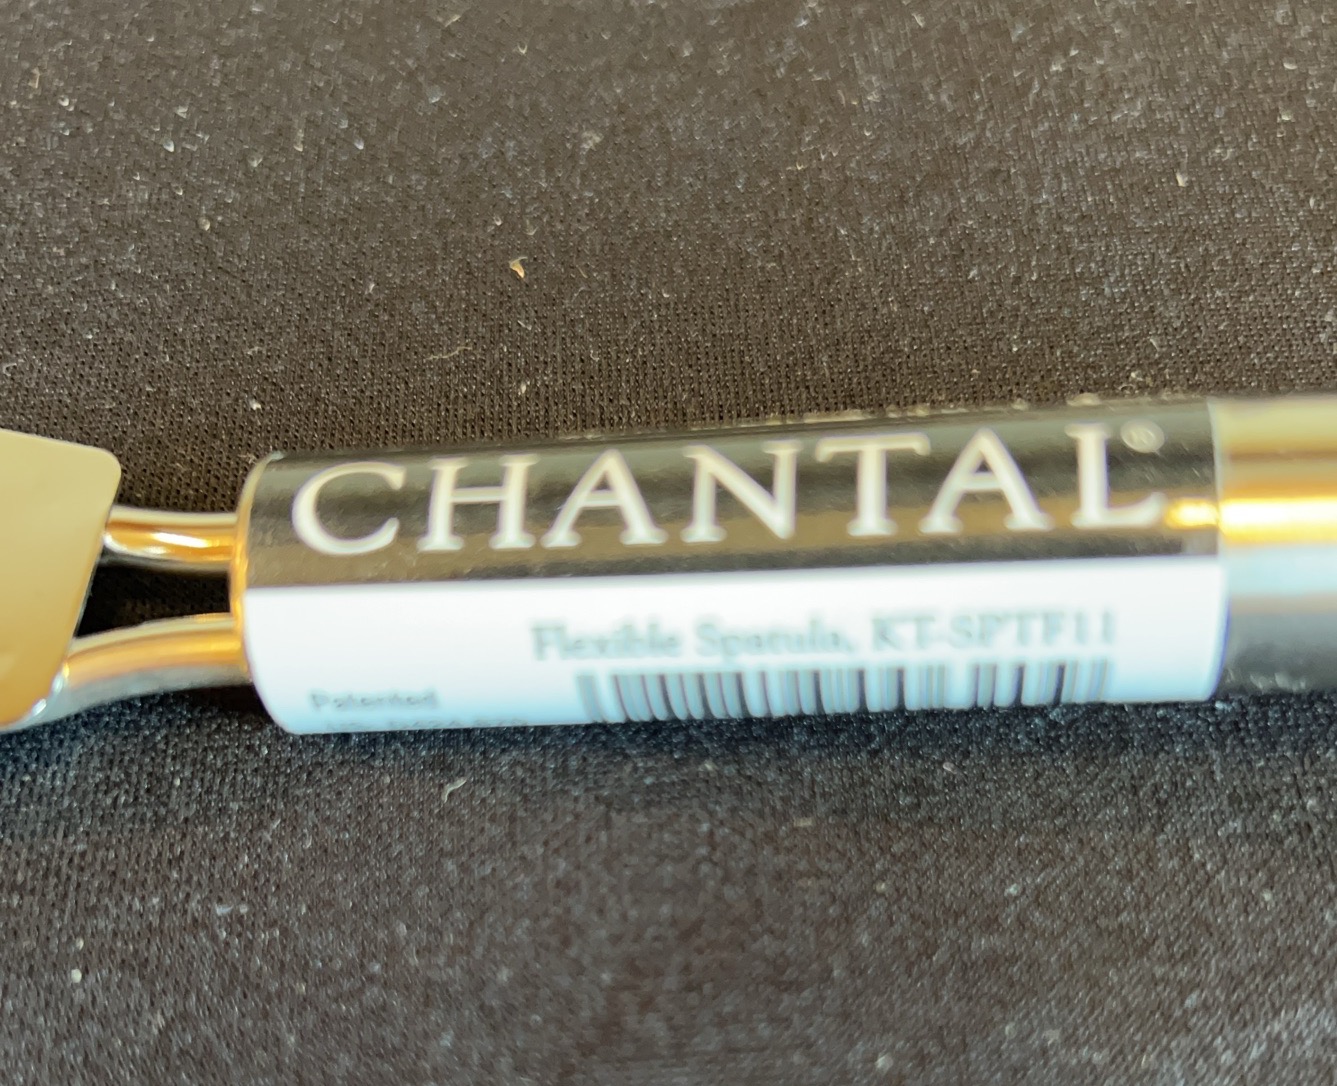 CHANTAL®
Flexible Spatula, KT-SPTF11
Patented